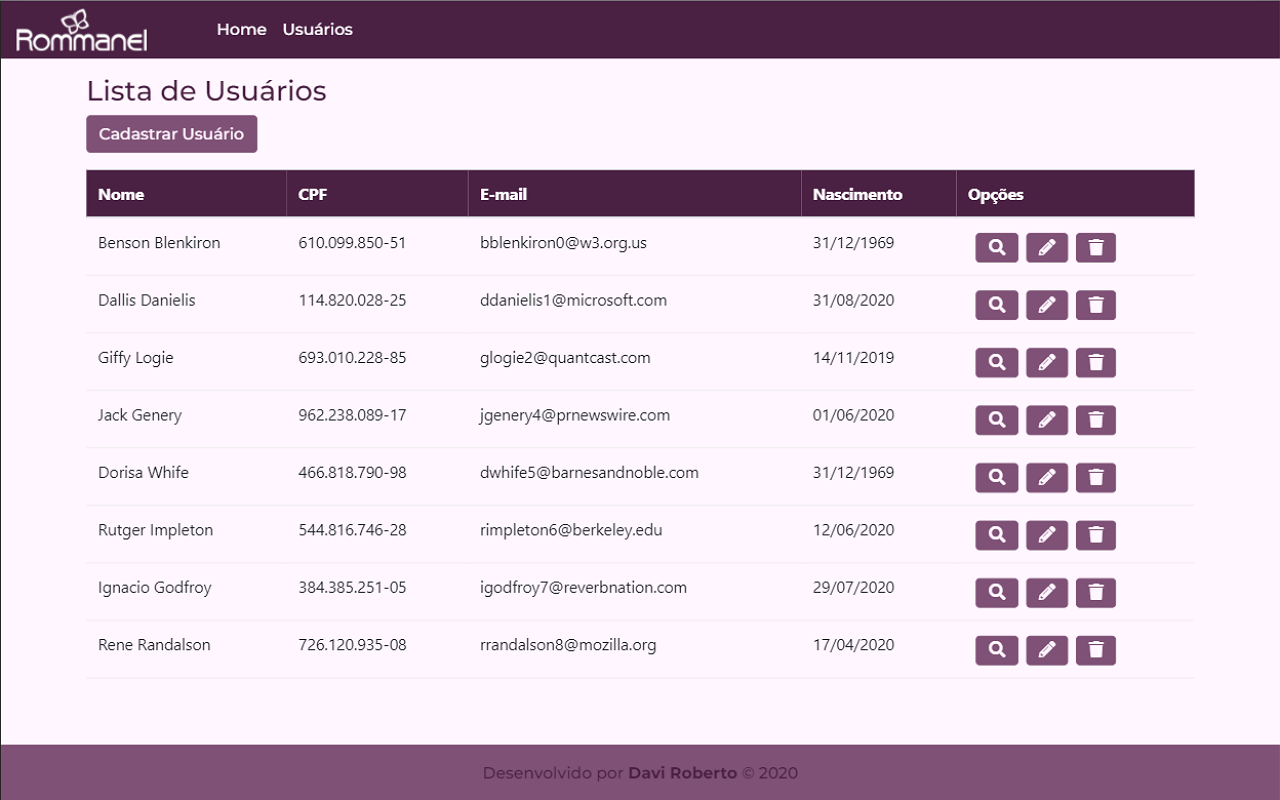 Rommanel Home Usuários
Lista de Usuários
Cadastrar Usuário
Nome CPF E-mail Nascimento Opções
Benson Blenkiron 610.099.850-51 bblenkiron0@w3.org.us 31/12/1969
Dallis Danielis 114.820.028-25 ddanielis1@microsoft.com 31/08/2020
Giffy Logie 693.010.228-85 glogie2@quantcast.com 14/11/2019
Jack Genery 962.238.089-17 jgenery4@prnewswire.com 01/06/2020
Dorisa Whife 466.818.790-98 dwhife5@barnesandnoble.com 31/12/1969
Rutger Impleton 544.816.746-28 rimpleton6@berkeley.edu 12/06/2020
Ignacio Godfroy 384.385.251-05 igodfroy7@reverbnation.com 29/07/2020
Rene Randalson 726.120.935-08 rrandalson8@mozilla.org 17/04/2020
Desenvolvido por Davi Roberto © 2020